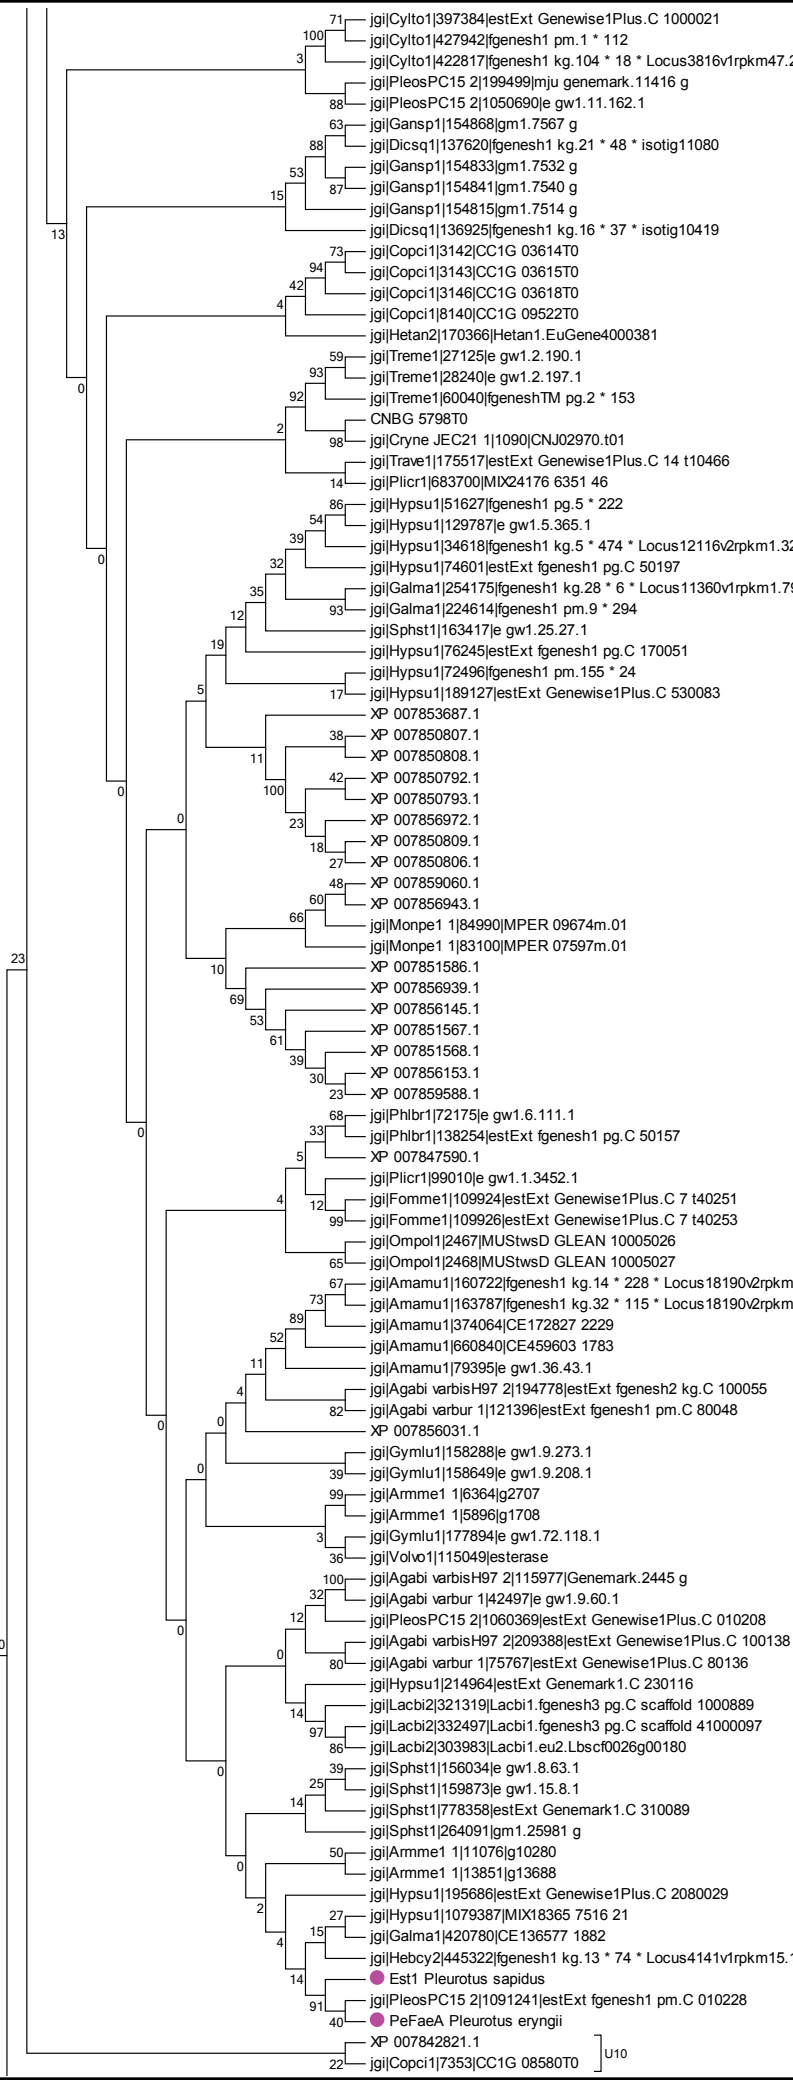 71 jgi|Cylto1|397384|estExt Genewise1Plus.C 1000021
100 jgi|Cylto1|427942|fgenesh1 pm.1 * 112
3 jgi|Cylto1|422817|fgenesh1 kg.104 * 18 * Locus3816v1rpkm47.2
jgi|PleosPC15 2|199499|mju genemark.11416 g
88 jgi|PleosPC15 2|1050690|e gw1.11.162.1
63 jgi|Gansp1|154868|gm1.7567 g
88 jgi|Dicsq1|137620|fgenesh1 kg.21 * 48 * isotig11080
53 jgi|Gansp1|154833|gm1.7532 g
87 jgi|Gansp1|154841|gm1.7540 g
15 jgi|Gansp1|154815|gm1.7514 g
13 jgi|Dicsq1|136925|fgenesh1 kg.16 * 37 * isotig10419
73 jgi|Copci1|3142|CC1G 03614T0
94 jgi|Copci1|3143|CC1G 03615T0
42 jgi|Copci1|3146|CC1G 03618T0
4 jgi|Copci1|8140|CC1G 09522T0
jgi|Hetan2|170366|Hetan1.EuGene4000381
59 jgi|Treme1|27125|e gw1.2.190.1
93 jgi|Treme1|28240|e gw1.2.197.1
0 92 jgi|Treme1|60040|fgeneshTM pg.2 * 153
2 CNBG 5798T0
98 jgi|Cryne JEC21 1|1090|CNJ02970.t01
jgi|Trave1|175517|estExt Genewise1Plus.C 14 t10466
14 jgi|Plicr1|683700|MIX24176 6351 46
86 jgi|Hypsu1|51627|fgenesh1 pg.5 * 222
54 jgi|Hypsu1|129787|e gw1.5.365.1
39 jgi|Hypsu1|34618|fgenesh1 kg.5 * 474 * Locus12116v2rpkm1.32
0 32 jgi|Hypsu1|74601|estExt fgenesh1 pg.C 50197
35 jgi|Galma1|254175|fgenesh1 kg.28 * 6 * Locus11360v1rpkm1.79
12 93 jgi|Galma1|224614|fgenesh1 pm.9 * 294
19 jgi|Sphst1|163417|e gw1.25.27.1
jgi|Hypsu1|76245|estExt fgenesh1 pg.C 170051
jgi|Hypsu1|72496|fgenesh1 pm.155 * 24
5 17 jgi|Hypsu1|189127|estExt Genewise1Plus.C 530083
XP 007853687.1
38 XP 007850807.1
11 XP 007850808.1
42 XP 007850792.1
0 100 XP 007850793.1
0 23 XP 007856972.1
18 XP 007850809.1
27 XP 007850806.1
48 XP 007859060.1
60 XP 007856943.1
66 jgi|Monpe1 1|84990|MPER 09674m.01
jgi|Monpe1 1|83100|MPER 07597m.01
23 10 XP 007851586.1
69 XP 007856939.1
53 XP 007856145.1
61 XP 007851567.1
39 XP 007851568.1
30 XP 007856153.1
23 XP 007859588.1
68 jgi|Phlbr1|72175|e gw1.6.111.1
0 33 jgi|Phlbr1|138254|estExt fgenesh1 pg.C 50157
5 XP 007847590.1
jgi|Plicr1|99010|e gw1.1.3452.1
4 12 jgi|Fomme1|109924|estExt Genewise1Plus.C 7 t40251
99 jgi|Fomme1|109926|estExt Genewise1Plus.C 7 t40253
jgi|Ompol1|2467|MUStwsD GLEAN 10005026
65 jgi|Ompol1|2468|MUStwsD GLEAN 10005027
67 jgi|Amamu1|160722|fgenesh1 kg.14 * 228 * Locus18190v2rpkm
73 jgi|Amamu1|163787|fgenesh1 kg.32 * 115 * Locus18190v2rpkm
89 jgi|Amamu1|374064|CE172827 2229
52 jgi|Amamu1|660840|CE459603 1783
11 jgi|Amamu1|79395|e gw1.36.43.1
4 jgi|Agabi varbisH97 2|194778|estExt fgenesh2 kg.C 100055
82 jgi|Agabi varbur 1|121396|estExt fgenesh1 pm.C 80048
0 0 XP 007856031.1
jgi|Gymlu1|158288|e gw1.9.273.1
0 39 jgi|Gymlu1|158649|e gw1.9.208.1
99 jgi|Armme1 1|6364|g2707
jgi|Armme1 1|5896|g1708
3 jgi|Gymlu1|177894|e gw1.72.118.1
36 jgi|Volvo1|115049|esterase
100 jgi|Agabi varbisH97 2|115977|Genemark.2445 g
32 jgi|Agabi varbur 1|42497|e gw1.9.60.1
0 12 jgi|PleosPC15 2|1060369|estExt Genewise1Plus.C 010208
0 0 jgi|Agabi varbisH97 2|209388|estExt Genewise1Plus.C 100138
80 jgi|Agabi varbur 1|75767|estExt Genewise1Plus.C 80136
jgi|Hypsu1|214964|estExt Genemark1.C 230116
14 jgi|Lacbi2|321319|Lacbi1.fgenesh3 pg.C scaffold 1000889
97 jgi|Lacbi2|332497|Lacbi1.fgenesh3 pg.C scaffold 41000097
86 jgi|Lacbi2|303983|Lacbi1.eu2.Lbscf0026g00180
0 39 jgi|Sphst1|156034|e gw1.8.63.1
25 jgi|Sphst1|159873|e gw1.15.8.1
14 jgi|Sphst1|778358|estExt Genemark1.C 310089
jgi|Sphst1|264091|gm1.25981 g
50 jgi|Armme1 1|11076|g10280
0 jgi|Armme1 1|13851|g13688
2 jgi|Hypsu1|195686|estExt Genewise1Plus.C 2080029
27 jgi|Hypsu1|1079387|MIX18365 7516 21
4 15 jgi|Galma1|420780|CE136577 1882
jgi|Hebcy2|445322|fgenesh1 kg.13 * 74 * Locus4141v1rpkm15.1
14 Est1 Pleurotus sapidus
91 jgi|PleosPC15 2|1091241|estExt fgenesh1 pm.C 010228
40 PeFaeA Pleurotus eryngii
XP 007842821.1
U10
22 jgi|Copci1|7353|CC1G 08580T0